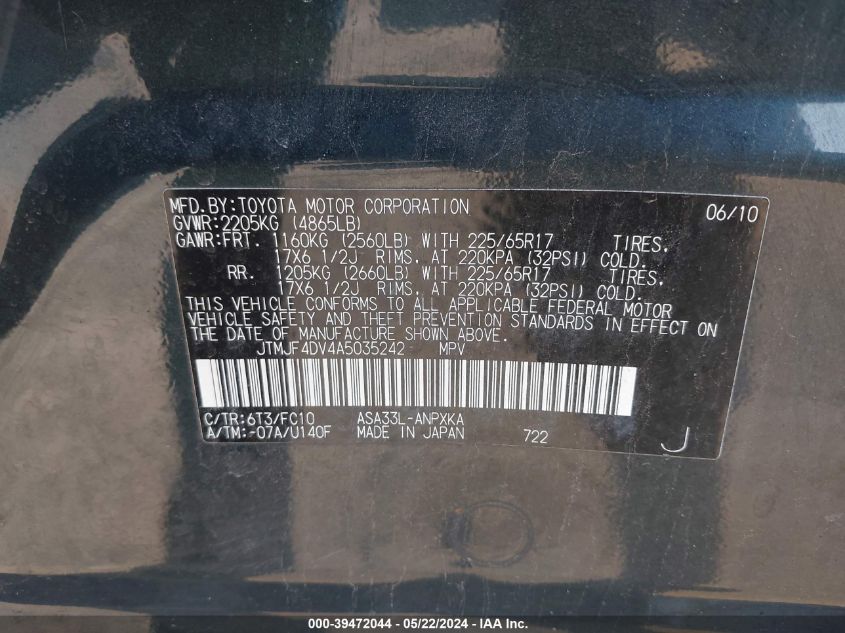 MFD.BY:TOYOTA MOTOR CORPORATION 06/10
GVWR:2205KG (4865LB)
GAWR:FRT. 1160KG (2560LB) WITH 225/65R17 TIRES,
17X6 1/2J RIMS, AT 220KPA (32PSI) COLD.
RR. 1205KG (2660LB) WITH 225/65R17 TIRES,
17X6 1/2J RIMS, AT 220KPA (32PSI) COLD.
THIS VEHICLE CONFORMS TO ALL APPLICABLE FEDERAL MOTOR
VEHICLE SAFETY AND THEFT PREVENTION STANDARDS IN EFFECT ON
THE DATE OF MANUFACTURE SHOWN ABOVE.
JTMJF4DV4A5035242 MPV
C/TR:6T3/FC10 ASA33L-ANPXKA
A/TM:-07A/U140F MADE IN JAPAN 722 J
000-39472044 - 05/22/2024 - IAA Inc.